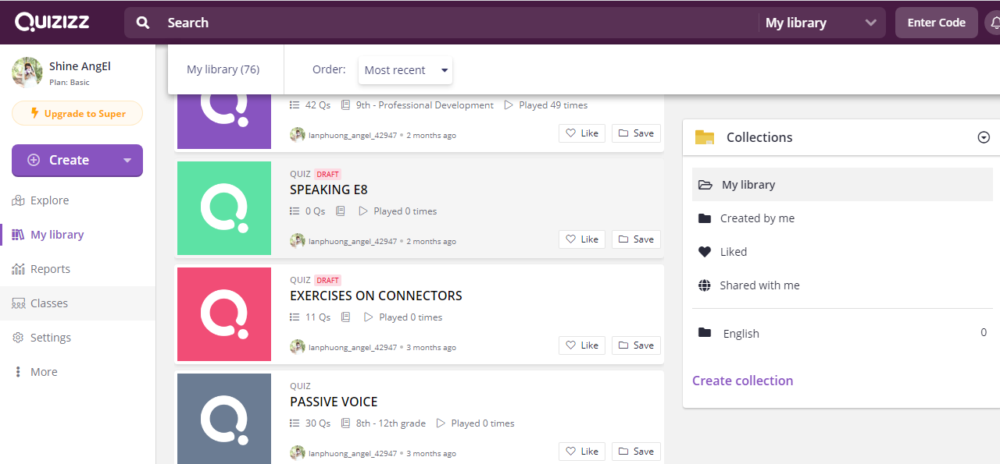 QUIZIZZ
Search
My library
Enter Code
Shine AngEl
Plan: Basic
Upgrade to Super
Create
Explore
My library
Reports
Classes
Settings
More
My library (76)
Order:
Most recent
42 Qs 9th - Professional Development Played 49 times
lanphuong_angel_42947 • 2 months ago
Like Save
QUIZ DRAFT
SPEAKING E8
0 Qs Played 0 times
lanphuong_angel_42947 • 2 months ago
Like Save
QUIZ DRAFT
EXERCISES ON CONNECTORS
11 Qs Played 0 times
lanphuong_angel_42947 • 3 months ago
Like Save
QUIZ
PASSIVE VOICE
30 Qs 8th - 12th grade Played 0 times
lanphuong_angel_42947 • 3 months ago
Like Save
Collections
My library
Created by me
Liked
Shared with me
English 0
Create collection